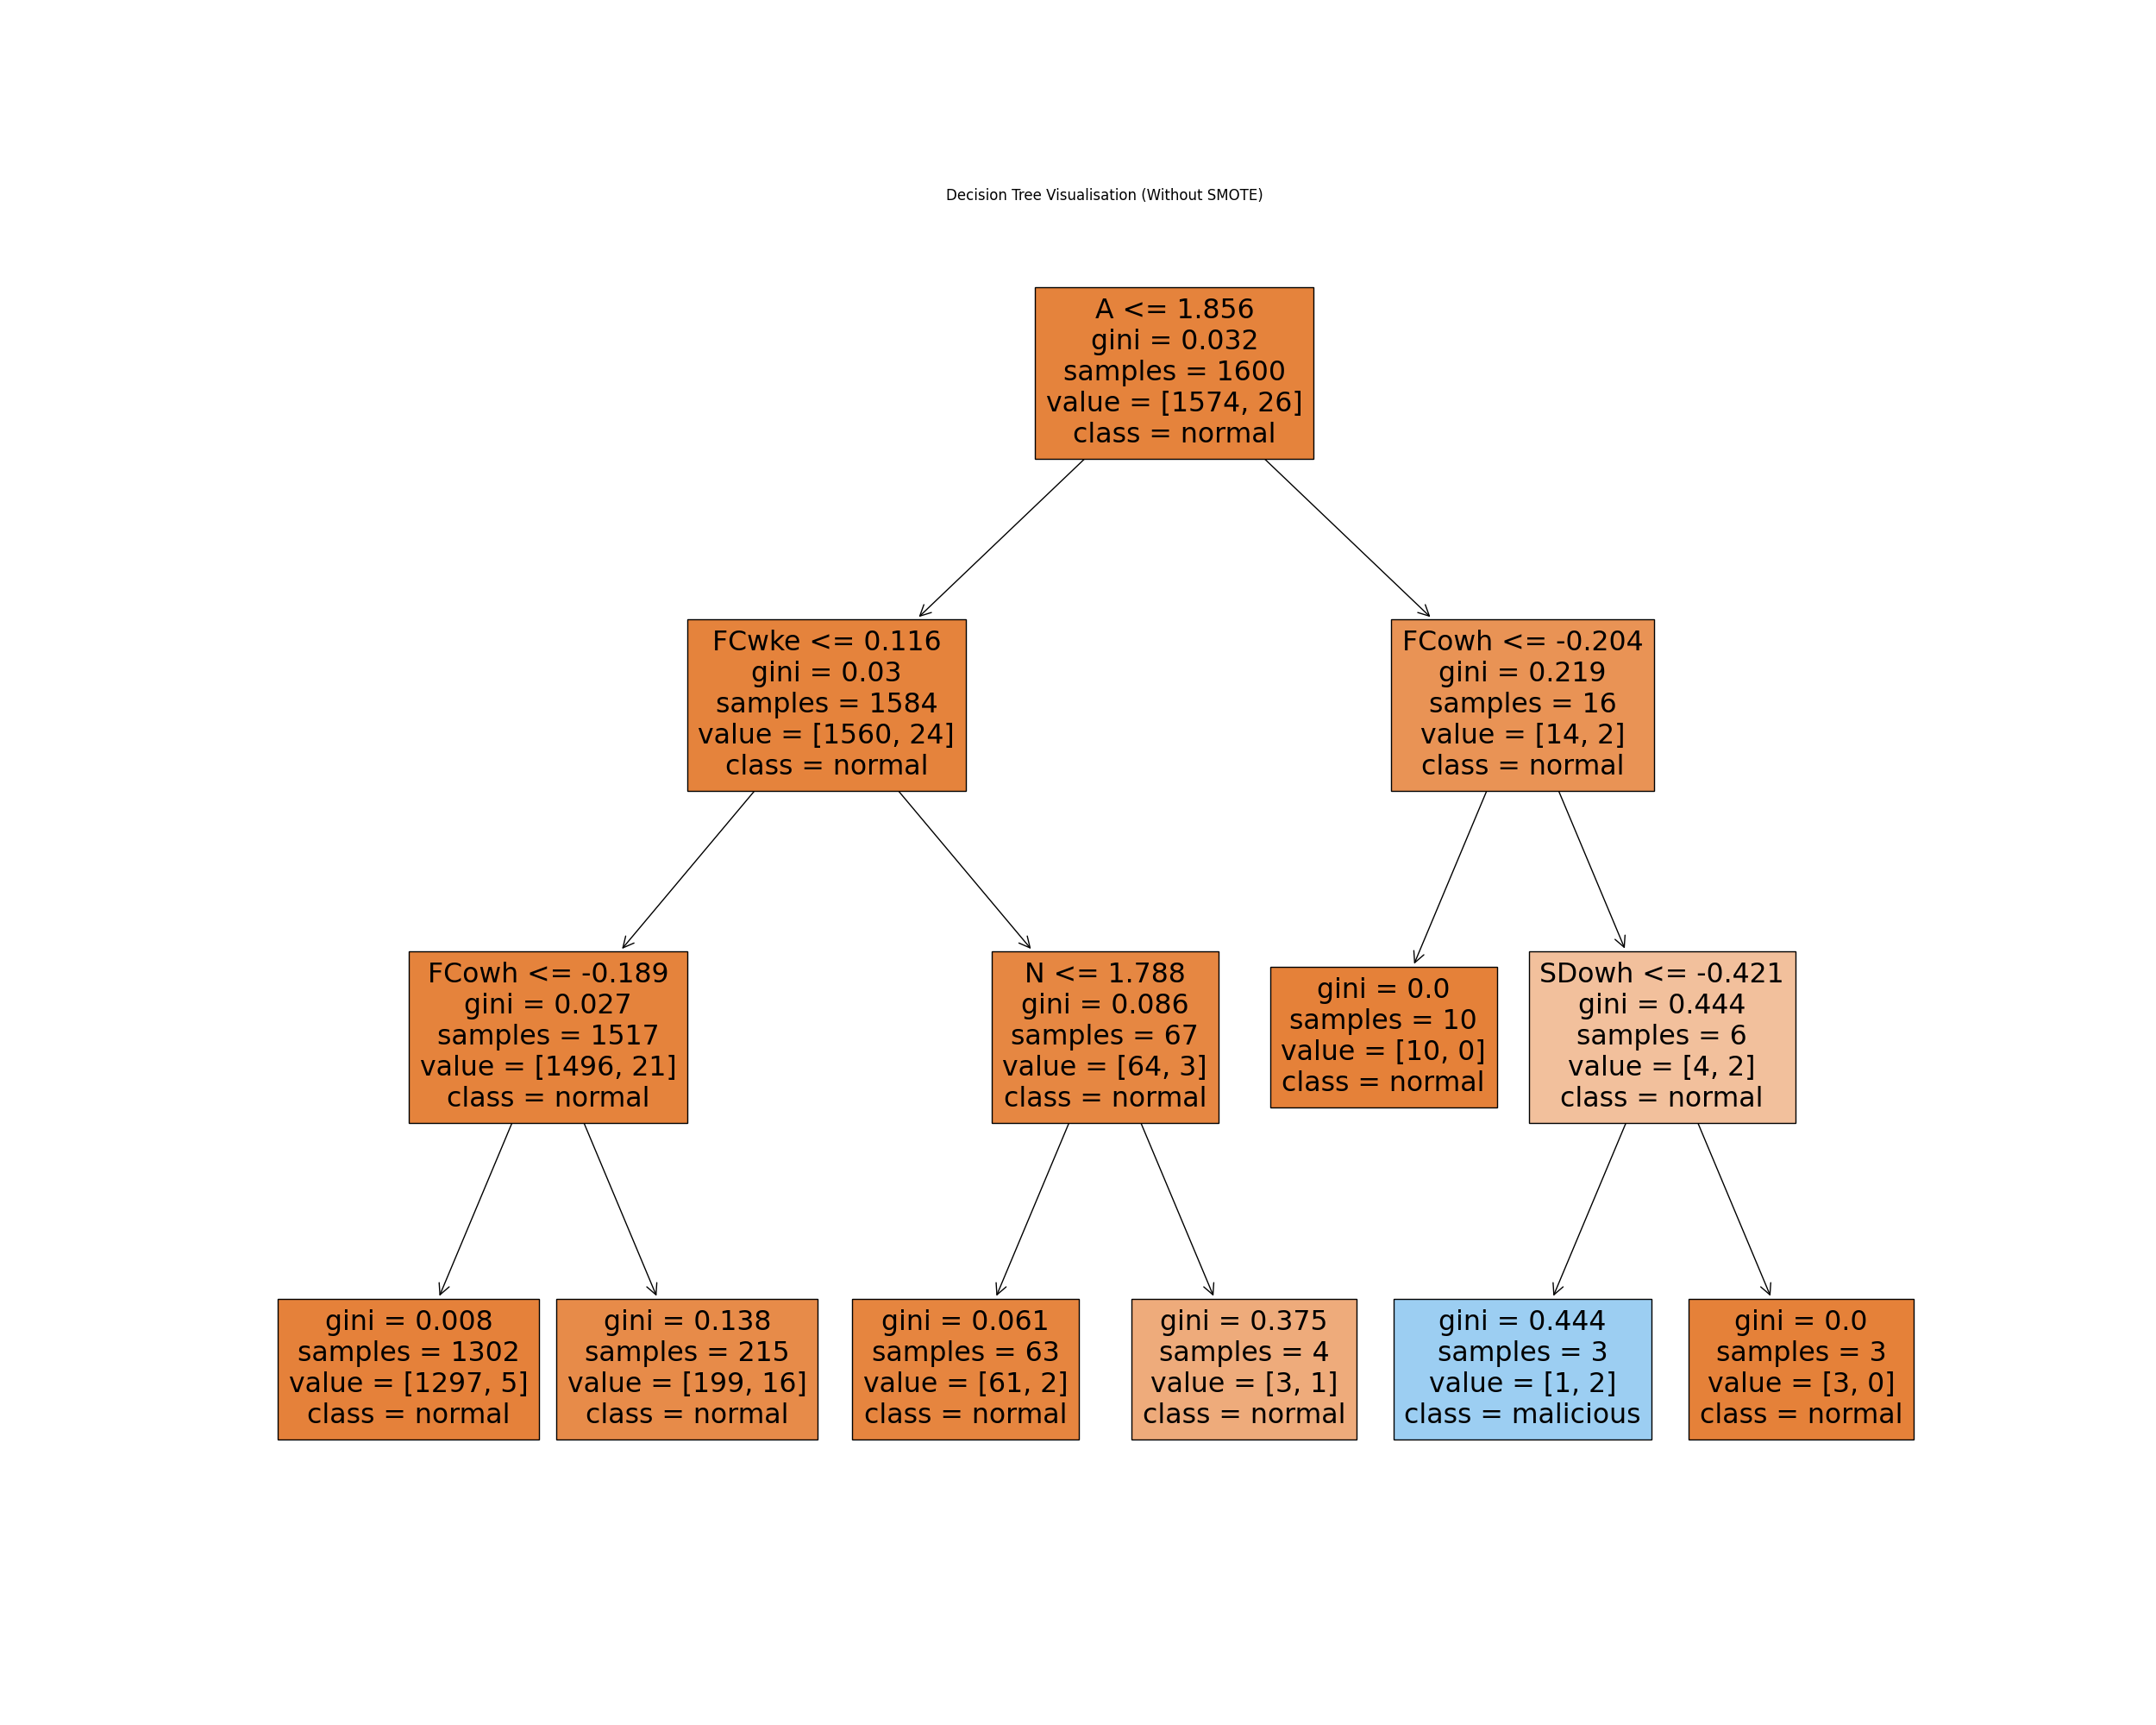 Decision Tree Visualisation (Without SMOTE)
A <= 1.856
gini = 0.032
samples = 1600
value = [1574, 26]
class = normal
FCwke <= 0.116
gini = 0.03
samples = 1584
value = [1560, 24]
class = normal
FCowh <= -0.204
gini = 0.219
samples = 16
value = [14, 2]
class = normal
FCowh <= -0.189
gini = 0.027
samples = 1517
value = [1496, 21]
class = normal
N <= 1.788
gini = 0.086
samples = 67
value = [64, 3]
class = normal
gini = 0.0
samples = 10
value = [10, 0]
class = normal
SDowh <= -0.421
gini = 0.444
samples = 6
value = [4, 2]
class = normal
gini = 0.008
samples = 1302
value = [1297, 5]
class = normal
gini = 0.138
samples = 215
value = [199, 16]
class = normal
gini = 0.061
samples = 63
value = [61, 2]
class = normal
gini = 0.375
samples = 4
value = [3, 1]
class = normal
gini = 0.444
samples = 3
value = [1, 2]
class = malicious
gini = 0.0
samples = 3
value = [3, 0]
class = normal